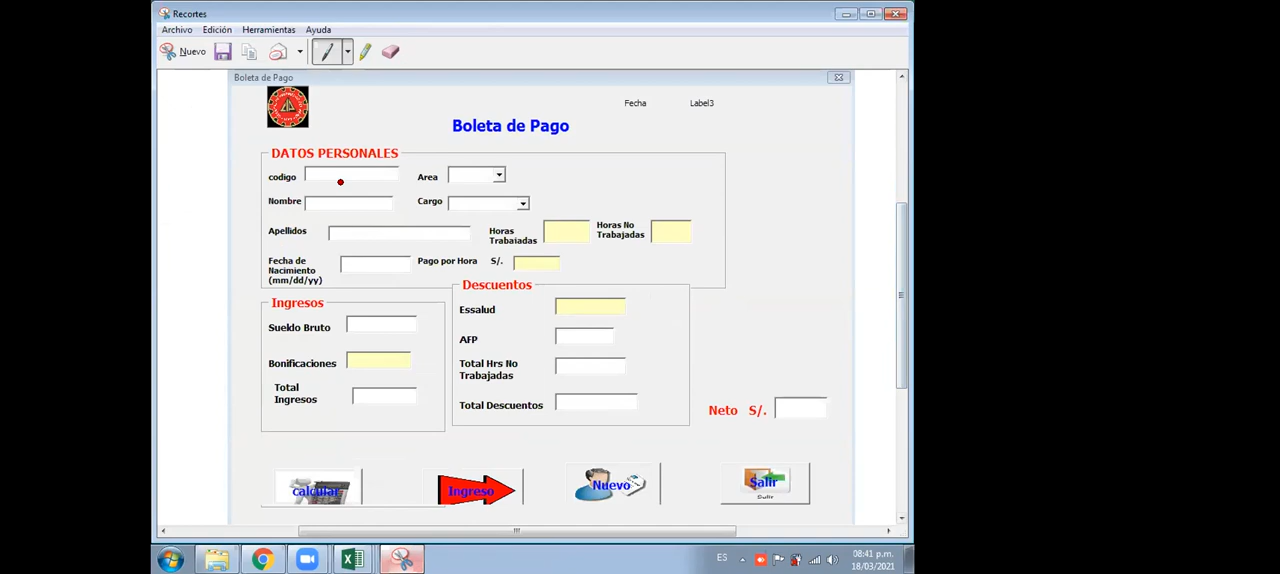 Recortes
Archivo Edición Herramientas Ayuda
Nuevo
Boleta de Pago
Fecha Label3
Boleta de Pago
DATOS PERSONALES
codigo Area
Nombre Cargo
Apellidos Horas Trabajadas Horas No Trabajadas
Fecha de Nacimiento (mm/dd/yy) Pago por Hora S/.
Ingresos
Descuentos
Sueldo Bruto
Essalud
Bonificaciones
AFP
Total Ingresos
Total Hrs No Trabajadas
Total Descuentos
Neto S/.
calcular Ingreso Nuevo Salir
Salir
ES 08:41 p.m.
18/03/2021